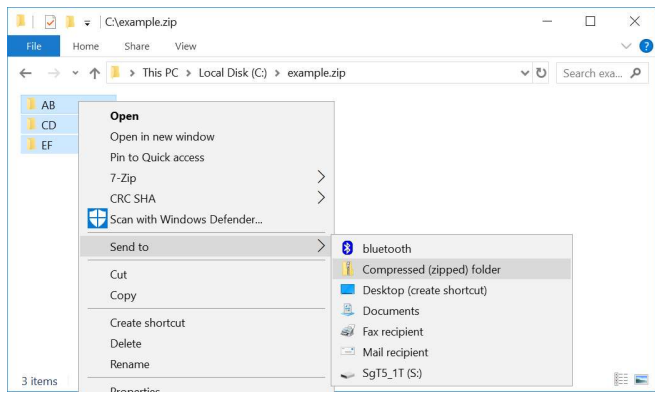 C:\example.zip
File Home Share View
This PC > Local Disk (C:) > example.zip
Search exa...
AB
CD
EF
Open
Open in new window
Pin to Quick access
7-Zip
CRC SHA
Scan with Windows Defender...
Send to
Cut
Copy
Create shortcut
Delete
Rename
Properties
bluetooth
Compressed (zipped) folder
Desktop (create shortcut)
Documents
Fax recipient
Mail recipient
SgT5_1T (S:)
3 items